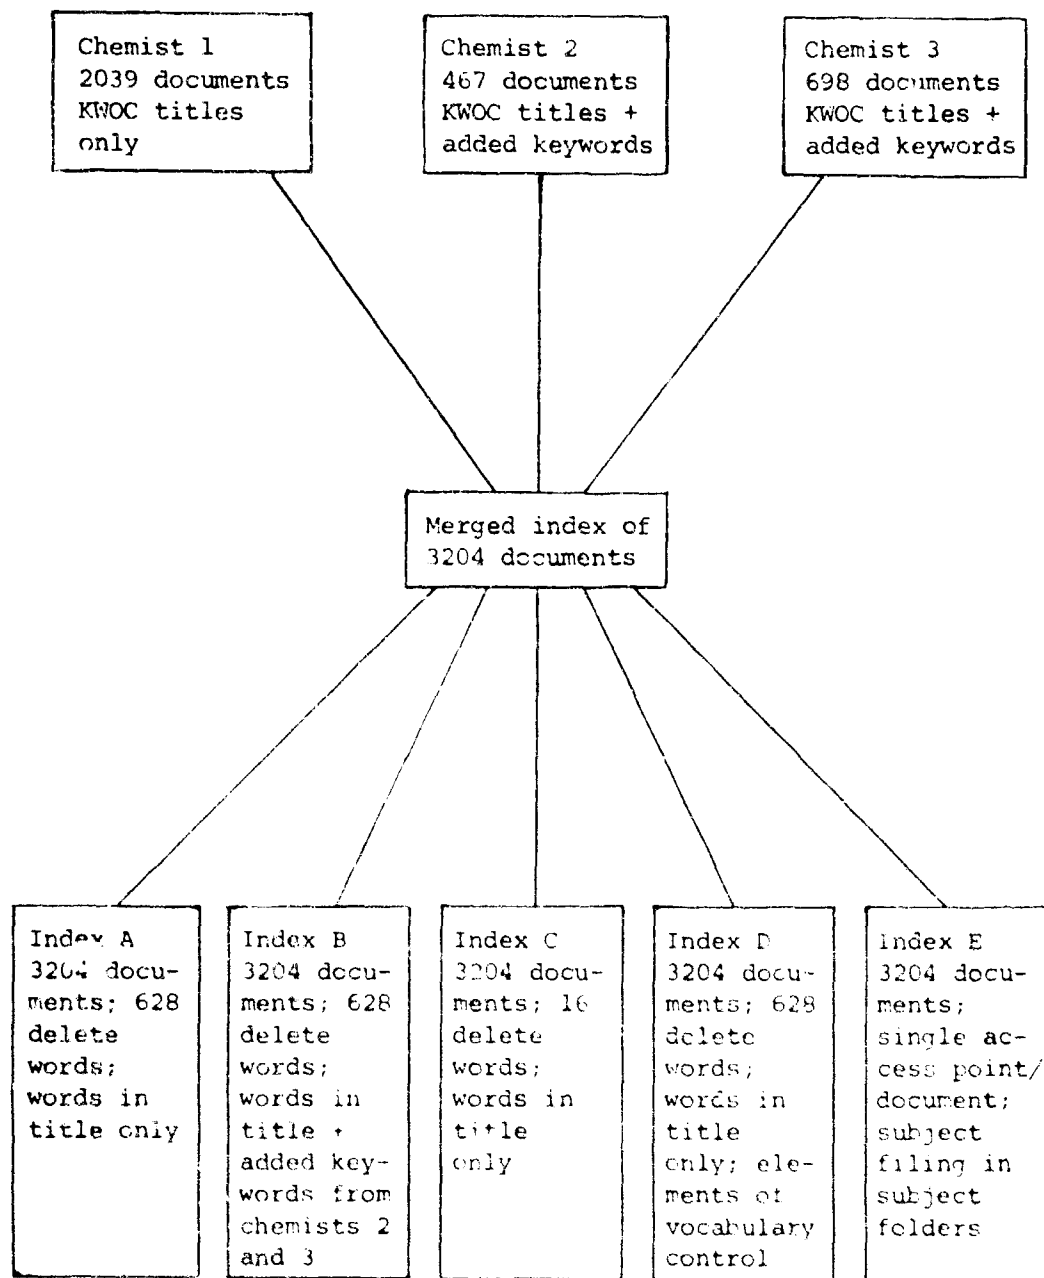 Chemist 1
2039 documents
KWOC titles
only
Chemist 2
467 documents
KWOC titles +
added keywords
Chemist 3
698 documents
KWOC titles +
added keywords
Merged index of
3204 documents
Index A
3204 docu-
ments; 628
delete
words;
words in
title only
Index B
3204 docu-
ments; 628
delete
words;
words in
title +
added key-
words from
chemists 2
and 3
Index C
3204 docu-
ments; 16
delete
words;
words in
title
only
Index D
3204 docu-
ments; 628
delete
words;
words in
title
only; ele-
ments of
vocabulary
control
Index E
3204 docu-
ments;
single ac-
cess point/
document;
subject
filing in
subject
folders